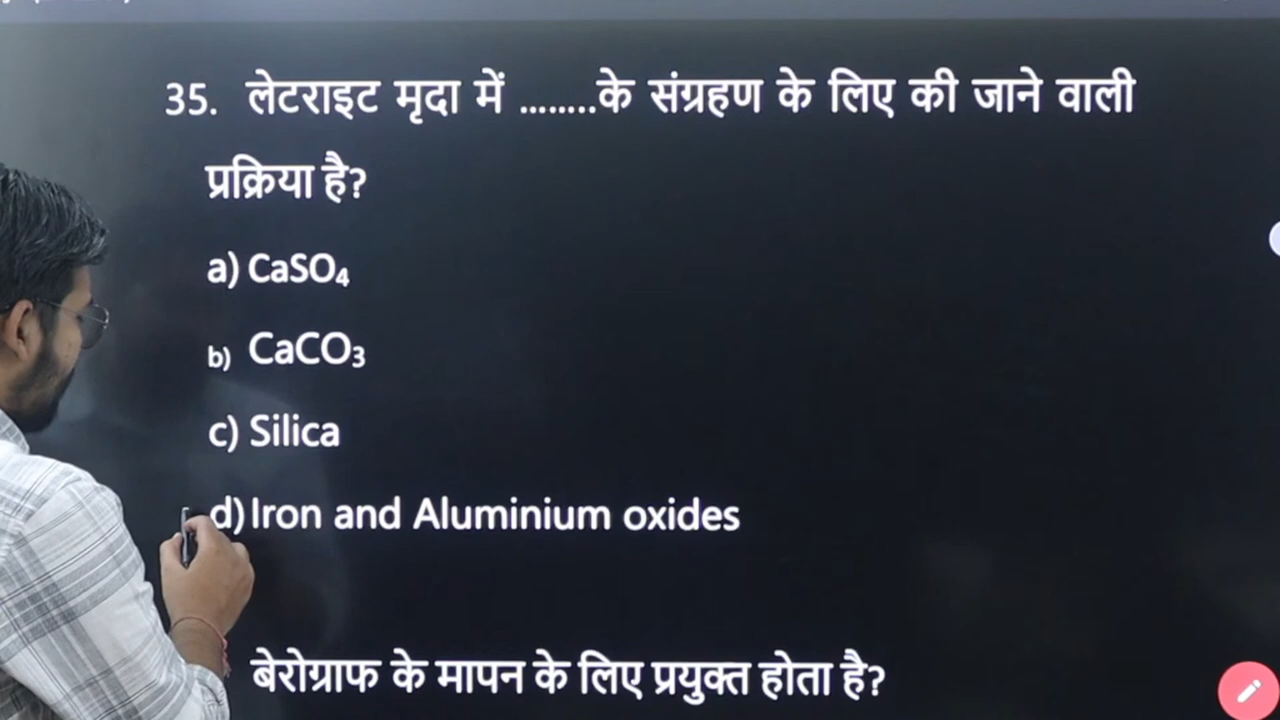 35. लेटराइट मृदा में ........के संग्रहण के लिए की जाने वाली
प्रक्रिया है?
a) CaSO₄
b) CaCO₃
c) Silica
d) Iron and Aluminium oxides
बेरोग्राफ के मापन के लिए प्रयुक्त होता है?